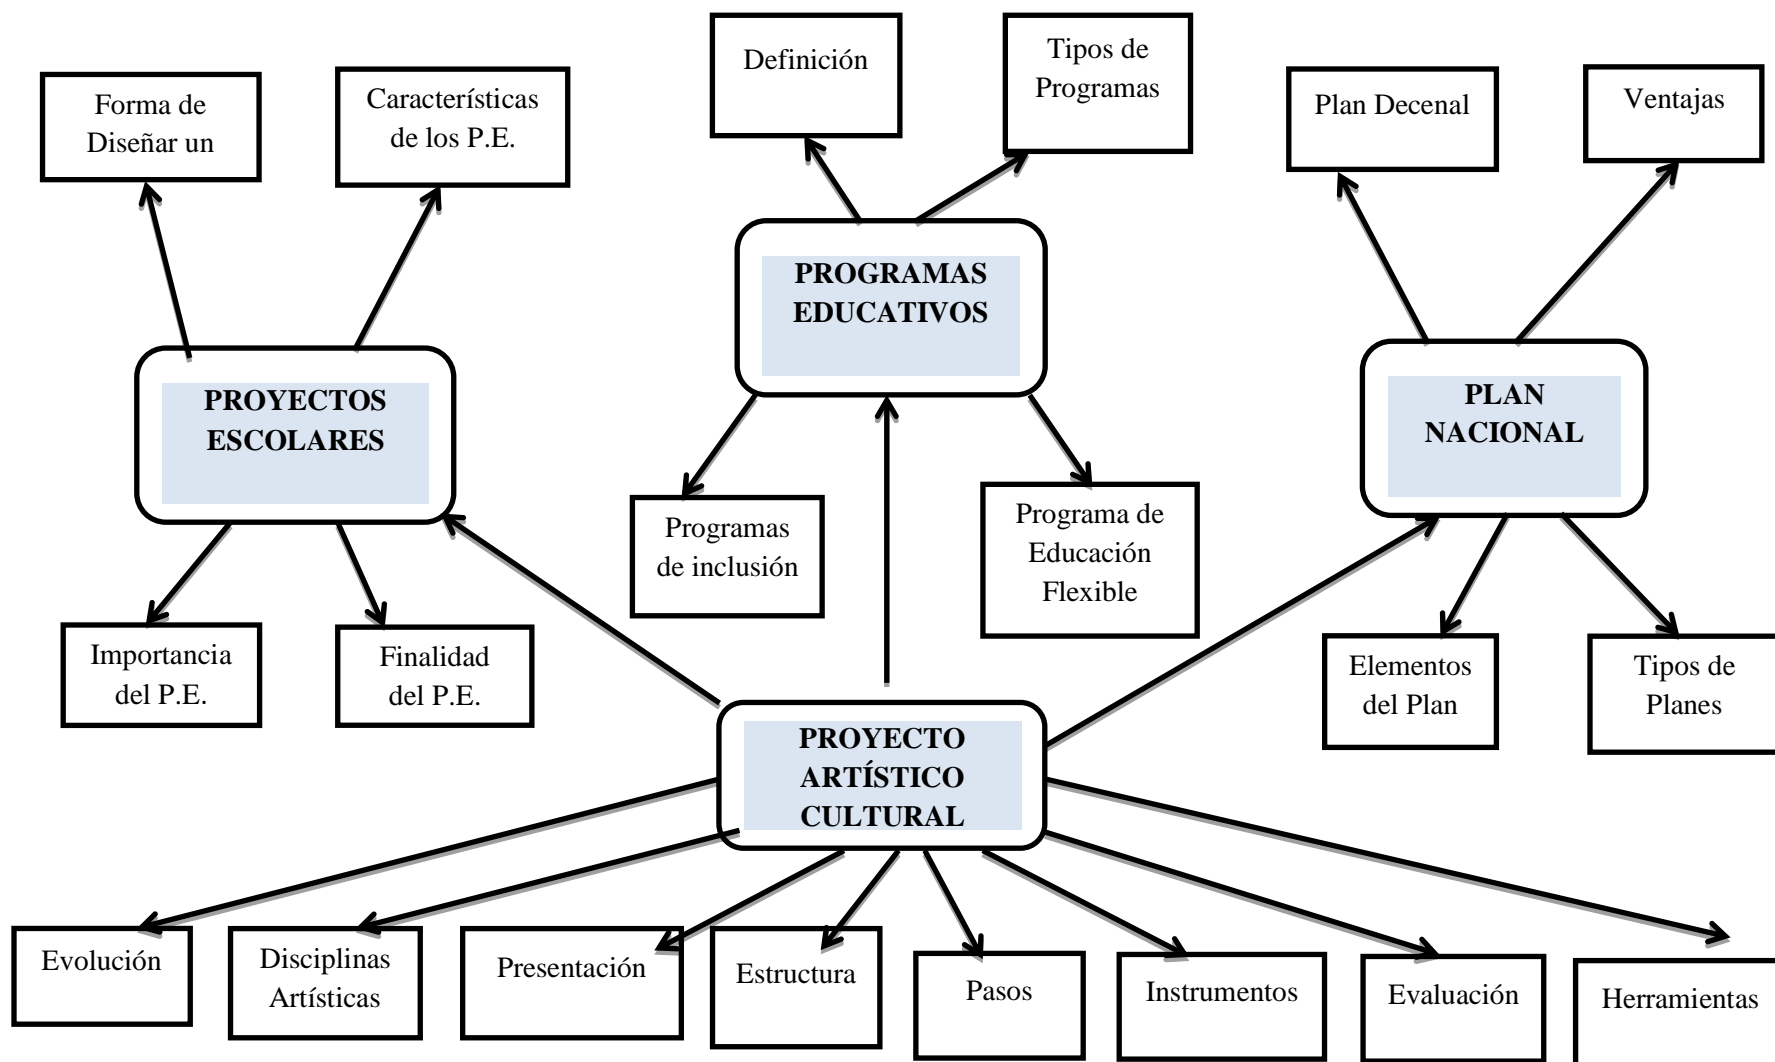 Definición
Tipos de
Programas
Forma de
Diseñar un
Características
de los P.E.
Plan Decenal
Ventajas
PROGRAMAS
EDUCATIVOS
PROYECTOS
ESCOLARES
PLAN
NACIONAL
Programas
de inclusión
Programa de
Educación
Flexible
Importancia
del P.E.
Finalidad
del P.E.
Elementos
del Plan
Tipos de
Planes
PROYECTO
ARTÍSTICO
CULTURAL
Evolución
Disciplinas
Artísticas
Presentación
Estructura
Pasos
Instrumentos
Evaluación
Herramientas